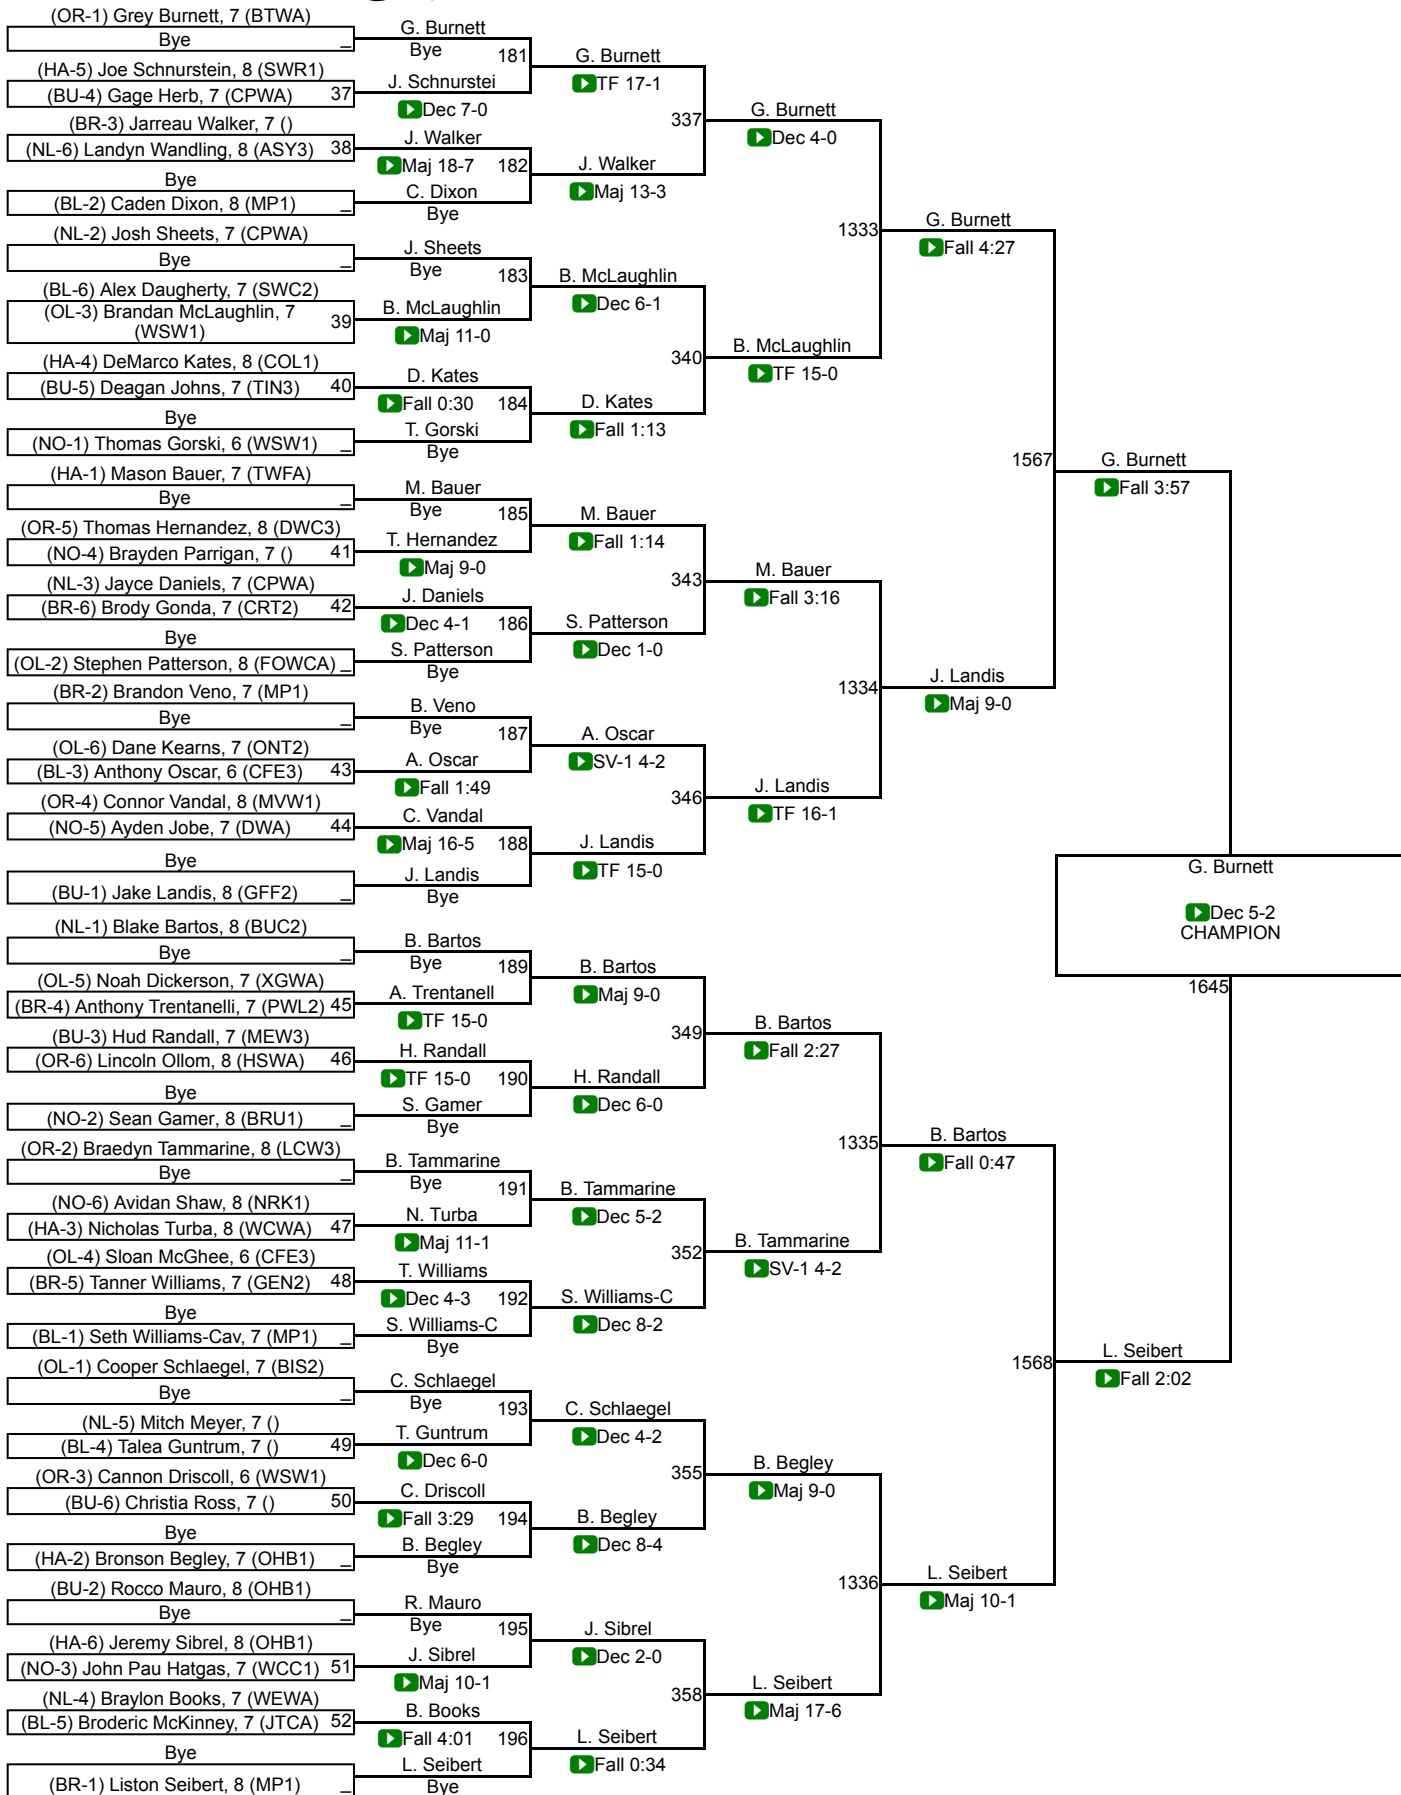 (OR-1) Grey Burnett, 7 (BTWA)
Bye _
(HA-5) Joe Schnurstein, 8 (SWR1)
(BU-4) Gage Herb, 7 (CPWA) 37
(BR-3) Jarreau Walker, 7 ()
(NL-6) Landyn Wandling, 8 (ASY3) 38
Bye
(BL-2) Caden Dixon, 8 (MP1) _
(NL-2) Josh Sheets, 7 (CPWA)
Bye _
(BL-6) Alex Daugherty, 7 (SWC2)
(OL-3) Brandan McLaughlin, 7
(WSW1) 39
(HA-4) DeMarco Kates, 8 (COL1)
(BU-5) Deagan Johns, 7 (TIN3) 40
Bye
(NO-1) Thomas Gorski, 6 (WSW1) _
(HA-1) Mason Bauer, 7 (TWFA)
Bye _
(OR-5) Thomas Hernandez, 8 (DWC3)
(NO-4) Brayden Parrigan, 7 () 41
(NL-3) Jayce Daniels, 7 (CPWA)
(BR-6) Brody Gonda, 7 (CRT2) 42
Bye
(OL-2) Stephen Patterson, 8 (FOWCA) _
(BR-2) Brandon Veno, 7 (MP1)
Bye _
(OL-6) Dane Kearns, 7 (ONT2)
(BL-3) Anthony Oscar, 6 (CFE3) 43
(OR-4) Connor Vandal, 8 (MVW1)
(NO-5) Ayden Jobe, 7 (DWA) 44
Bye
(BU-1) Jake Landis, 8 (GFF2) _
(NL-1) Blake Bartos, 8 (BUC2)
Bye _
(OL-5) Noah Dickerson, 7 (XGWA)
(BR-4) Anthony Trentanelli, 7 (PWL2) 45
(BU-3) Hud Randall, 7 (MEW3)
(OR-6) Lincoln Ollom, 8 (HSWA) 46
Bye
(NO-2) Sean Gamer, 8 (BRU1) _
(OR-2) Braedyn Tammarine, 8 (LCW3)
Bye _
(NO-6) Avidan Shaw, 8 (NRK1)
(HA-3) Nicholas Turba, 8 (WCWA) 47
(OL-4) Sloan McGhee, 6 (CFE3)
(BR-5) Tanner Williams, 7 (GEN2) 48
Bye
(BL-1) Seth Williams-Cav, 7 (MP1) _
(OL-1) Cooper Schlaegel, 7 (BIS2)
Bye _
(NL-5) Mitch Meyer, 7 ()
(BL-4) Talea Guntrum, 7 () 49
(OR-3) Cannon Driscoll, 6 (WSW1)
(BU-6) Christia Ross, 7 () 50
Bye
(HA-2) Bronson Begley, 7 (OHB1) _
(BU-2) Rocco Mauro, 8 (OHB1)
Bye _
(HA-6) Jeremy Sibrel, 8 (OHB1)
(NO-3) John Pau Hatgas, 7 (WCC1) 51
(NL-4) Braylon Books, 7 (WEWA)
(BL-5) Broderic McKinney, 7 (JTCA) 52
Bye
(BR-1) Liston Seibert, 8 (MP1) _
G. Burnett
Bye 181
J. Schnurstei
Dec 7-0
J. Walker
Maj 18-7 182
C. Dixon
Bye
J. Sheets
Bye 183
B. McLaughlin
Maj 11-0
D. Kates
Fall 0:30 184
T. Gorski
Bye
M. Bauer
Bye 185
T. Hernandez
Maj 9-0
J. Daniels
Dec 4-1 186
S. Patterson
Bye
B. Veno
Bye 187
A. Oscar
Fall 1:49
C. Vandal
Maj 16-5 188
J. Landis
Bye
B. Bartos
Bye 189
A. Trentanell
TF 15-0
H. Randall
TF 15-0 190
S. Gamer
Bye
B. Tammarine
Bye 191
N. Turba
Maj 11-1
T. Williams
Dec 4-3 192
S. Williams-C
Bye
C. Schlaegel
Bye 193
T. Guntrum
Dec 6-0
C. Driscoll
Fall 3:29 194
B. Begley
Bye
R. Mauro
Bye 195
J. Sibrel
Maj 10-1
B. Books
Fall 4:01 196
L. Seibert
Bye
G. Burnett
TF 17-1
337
J. Walker
Maj 13-3
B. McLaughlin
Dec 6-1
340
D. Kates
Fall 1:13
M. Bauer
Fall 1:14
343
S. Patterson
Dec 1-0
A. Oscar
SV-1 4-2
346
J. Landis
TF 15-0
B. Bartos
Maj 9-0
349
H. Randall
Dec 6-0
B. Tammarine
Dec 5-2
352
S. Williams-C
Dec 8-2
C. Schlaegel
Dec 4-2
355
B. Begley
Dec 8-4
J. Sibrel
Dec 2-0
358
L. Seibert
Fall 0:34
G. Burnett
Dec 4-0
1333
B. McLaughlin
TF 15-0
M. Bauer
Fall 3:16
1334
J. Landis
TF 16-1
B. Bartos
Fall 2:27
1335
B. Tammarine
SV-1 4-2
B. Begley
Maj 9-0
1336
L. Seibert
Maj 17-6
G. Burnett
Fall 4:27
1567
J. Landis
Maj 9-0
B. Bartos
Fall 0:47
1568
L. Seibert
Maj 10-1
G. Burnett
Fall 3:57
L. Seibert
Fall 2:02
G. Burnett
Dec 5-2
CHAMPION
1645